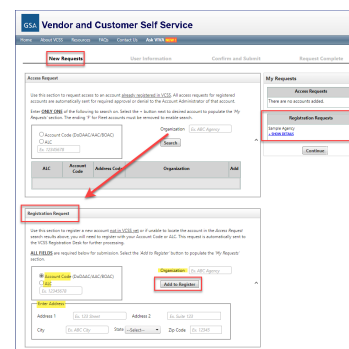 GSA Vendor and Customer Self Service
Home About VCSS Resources FAQs Contact Us Ask VINN
New Requests User Information Confirm and Submit Request Complete
Access Request
Use this section to request access to an account already registered in VCSS. All access requests for registered
accounts are automatically sent for required approval or denial to the Account Administrator of that account.
Enter ONLY ONE of the following to search on. Select the + button next to desired account to populate the 'My
Requests' section. The ending 'F' for Fleet accounts must be removed to enable search.
Account Code (DoDAAC/AAC/BOAC)
ALC
Ex. 12345678
Organization Ex. ABC Agency
Search
ALC Account Code Address Code Organization Add
Registration Request
Use this section to register a new account not in VCSS yet or if unable to locate the account in the Access Request
search results above, you will need to register with your Account Code or ALC. This request is automatically sent to
the VCSS Registration Desk for further processing.
ALL FIELDS are required below for submission. Select the 'Add to Register' button to populate the 'My Requests'
section.
Account Code (DoDAAC/AAC/BOAC)
ALC
Ex. 12345678
Organization Ex. ABC Agency
Add to Register
Enter Address
Address 1 Ex. 123 Street Address 2 Ex. Suite 123
City Ex. ABC City State --Select-- Zip Code Ex. 12345
My Requests
Access Requests
There are no accounts added.
Registration Requests
Sample Agency
SHOW DETAILS
Continue